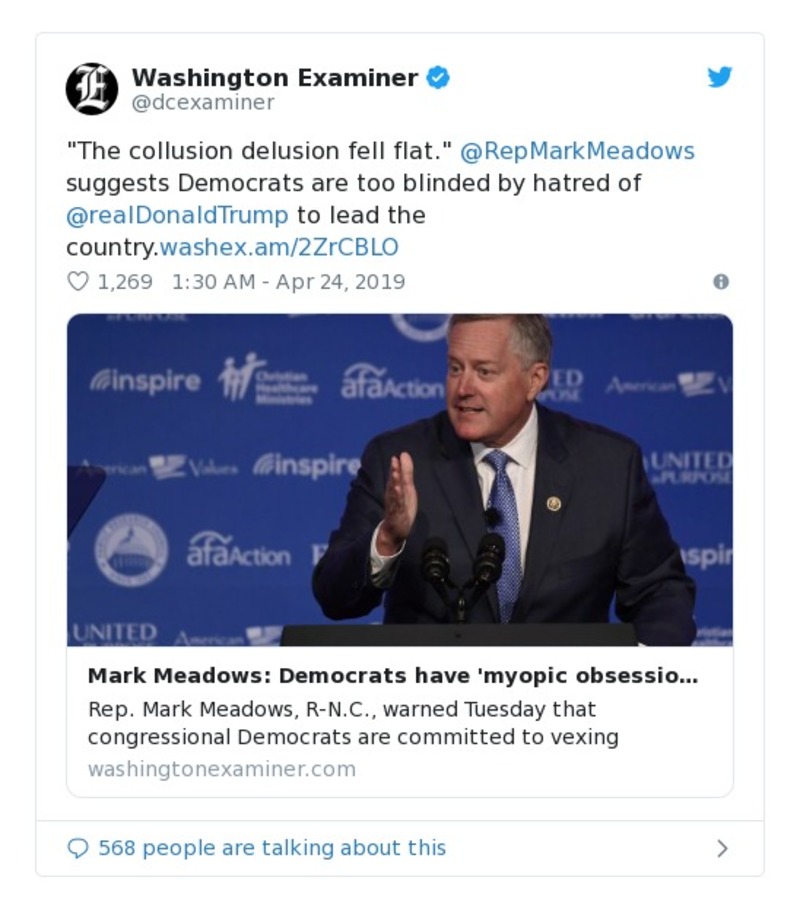 Washington Examiner
@dcexaminer
"The collusion delusion fell flat." @RepMarkMeadows
suggests Democrats are too blinded by hatred of
@realDonaldTrump to lead the
country.washex.am/2ZrCBLO
1,269 1:30 AM - Apr 24, 2019
inspire Christian Healthcare Ministries afaAction American
American Values inspire UNITED
PURPOSE
afaAction
UNITED American
Mark Meadows: Democrats have 'myopic obsessio...
Rep. Mark Meadows, R-N.C., warned Tuesday that
congressional Democrats are committed to vexing
washingtonexaminer.com
568 people are talking about this